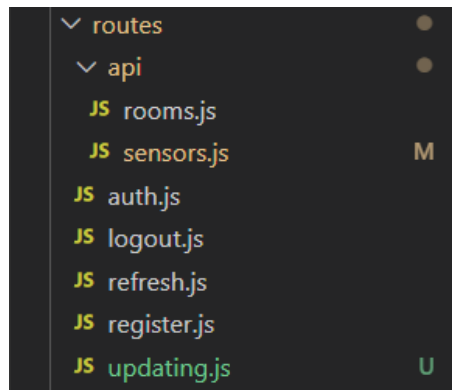 routes
api
JS rooms.js
JS sensors.js M
JS auth.js
JS logout.js
JS refresh.js
JS register.js
JS updating.js U